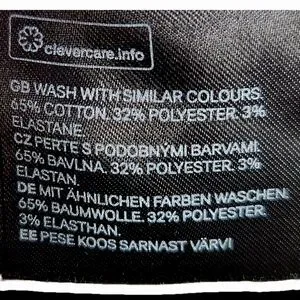 clevercare.info
GB WASH WITH SIMILAR COLOURS.
65% COTTON. 32% POLYESTER. 3%
ELASTANE.
CZ PERTE S PODOBNÝMI BARVAMI.
65% BAVLNA. 32% POLYESTER. 3%
ELASTAN.
DE MIT ÄHNLICHEN FARBEN WASCHEN.
65% BAUMWOLLE. 32% POLYESTER.
3% ELASTHAN.
EE PESE KOOS SARNAST VÄRVI